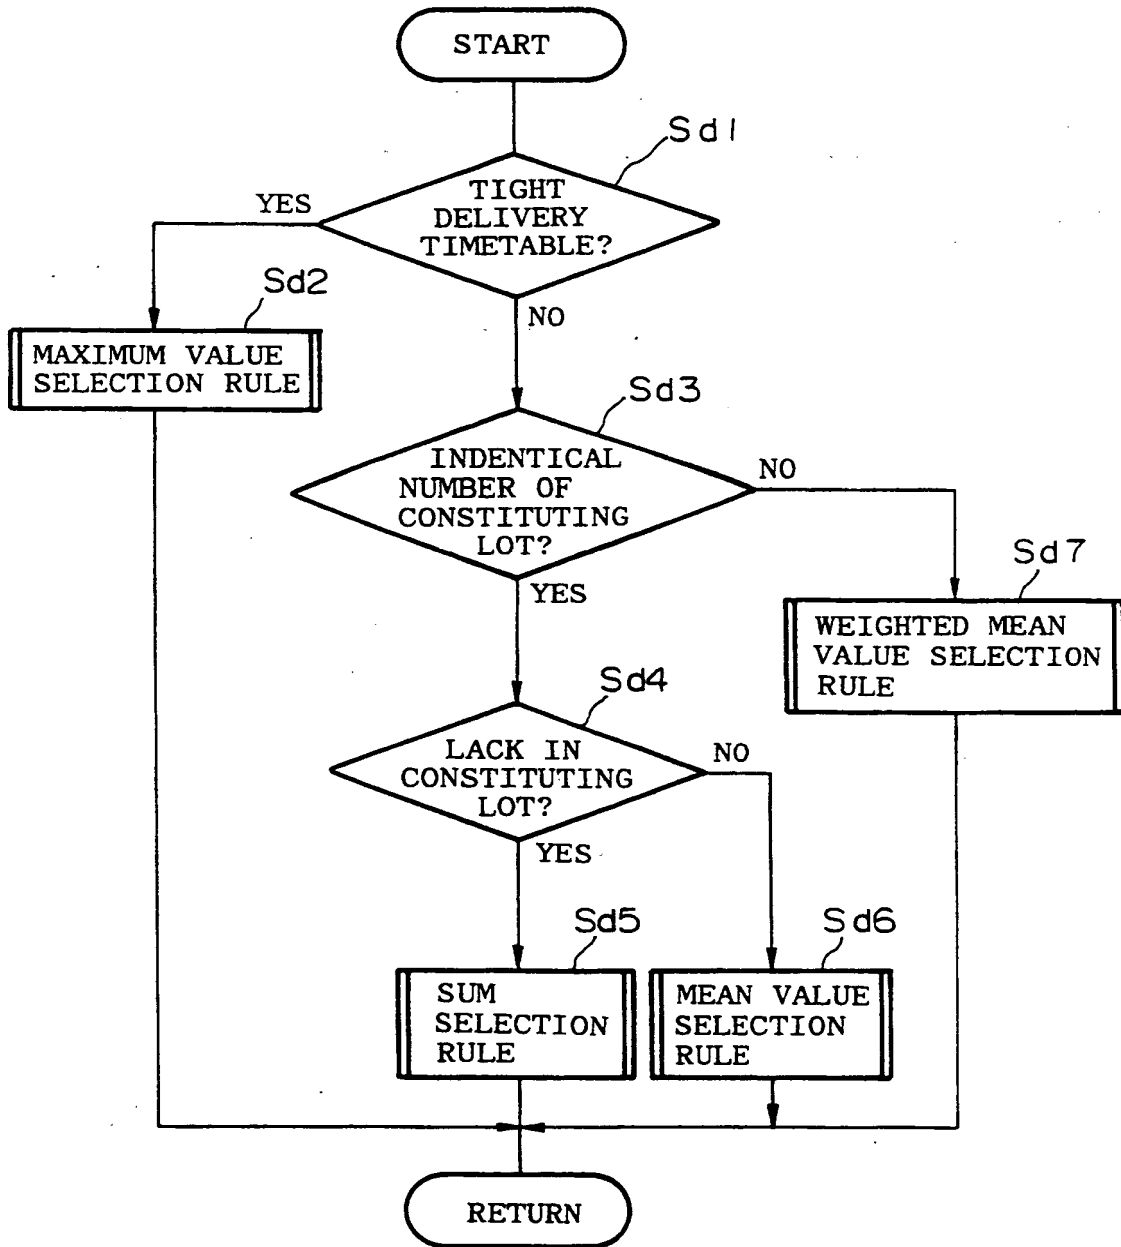 START
Sd1
TIGHT
DELIVERY
TIMETABLE?
YES
NO
Sd2
MAXIMUM VALUE
SELECTION RULE
Sd3
INDENTICAL
NUMBER OF
CONSTITUTING
LOT?
NO
YES
Sd7
WEIGHTED MEAN
VALUE SELECTION
RULE
Sd4
LACK IN
CONSTITUTING
LOT?
NO
YES
Sd5
SUM
SELECTION
RULE
Sd6
MEAN VALUE
SELECTION
RULE
RETURN